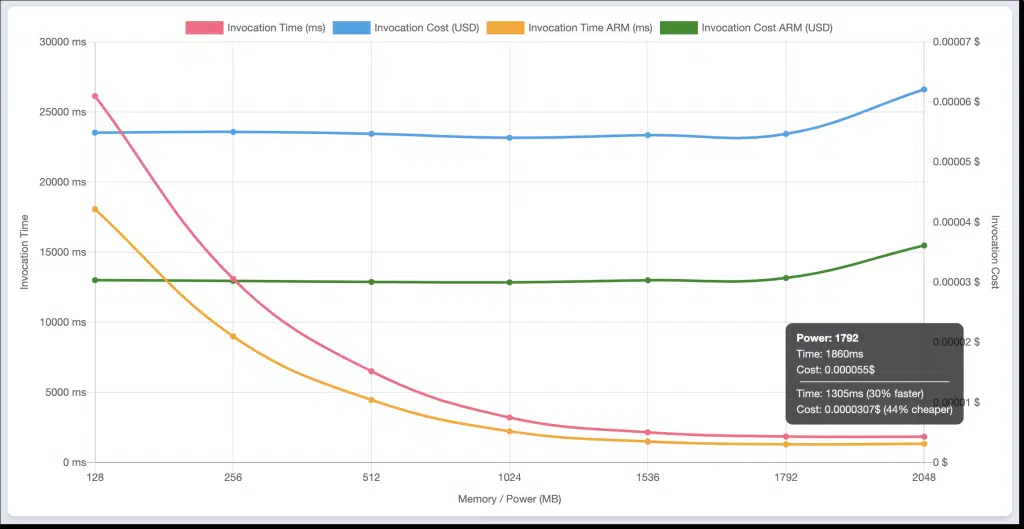 Invocation Time (ms) Invocation Cost (USD) Invocation Time ARM (ms) Invocation Cost ARM (USD)
30000 ms 0.00007 $
25000 ms 0.00006 $
20000 ms 0.00005 $
15000 ms 0.00004 $
10000 ms 0.00003 $
5000 ms 0.00002 $
0 ms 0.00001 $
0 $
Invocation Time
Invocation Cost
Power: 1792
Time: 1860ms
Cost: 0.000055$
Time: 1305ms (30% faster)
Cost: 0.0000307$ (44% cheaper)
128 256 512 1024 1536 1792 2048
Memory / Power (MB)